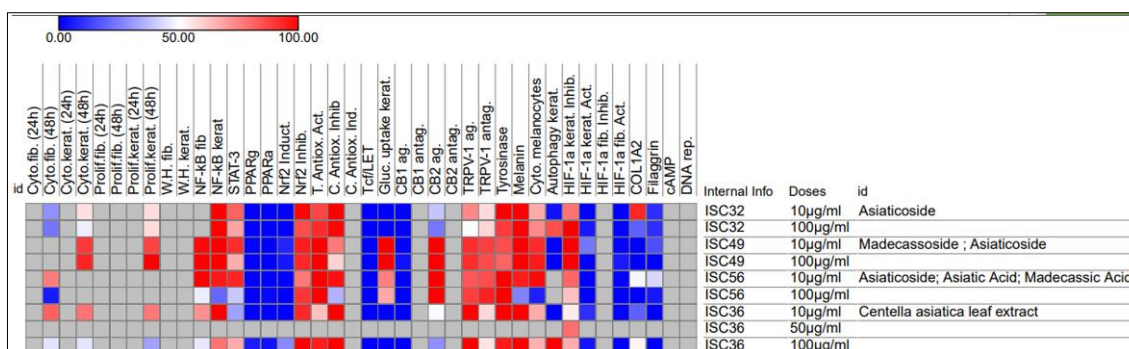 0.00 50.00 100.00
id
Cyto.fib. (24h)
Cyto.fib. (48h)
Cyto.kerat. (24h)
Cyto.kerat. (48h)
Prolif.fib. (24h)
Prolif.fib. (48h)
Prolif.kerat. (24h)
Prolif.kerat. (48h)
W.H. fib.
W.H. kerat.
NF-kB fib
NF-kB kerat
STAT-3
PPARg
PPARa
Nrf2 Induct.
Nrf2 Inhib.
T. Antiox. Act.
C. Antiox. Inhib
C. Antiox. Ind.
Tcf/LET
Gluc. uptake kerat.
CB1 ag.
CB1 antag.
CB2 ag.
CB2 antag.
TRPV-1 ag.
TRPV-1 antag.
Tyrosinase
Melanin
Cyto. melanocytes
Autophagy kerat.
HIF-1a kerat. Inhib.
HIF-1a kerat. Act.
HIF-1a fib. Inhib.
HIF-1a fib. Act.
COL1A2
Filaggrin
cAMP
DNA rep.
Internal Info Doses id
ISC32 10µg/ml Asiaticoside
ISC32 100µg/ml
ISC49 10µg/ml Madecassoside ; Asiaticoside
ISC49 100µg/ml
ISC56 10µg/ml Asiaticoside; Asiatic Acid; Madecassic Acid
ISC56 100µg/ml
ISC36 10µg/ml Centella asiatica leaf extract
ISC36 50µg/ml
ISC36 100µg/ml